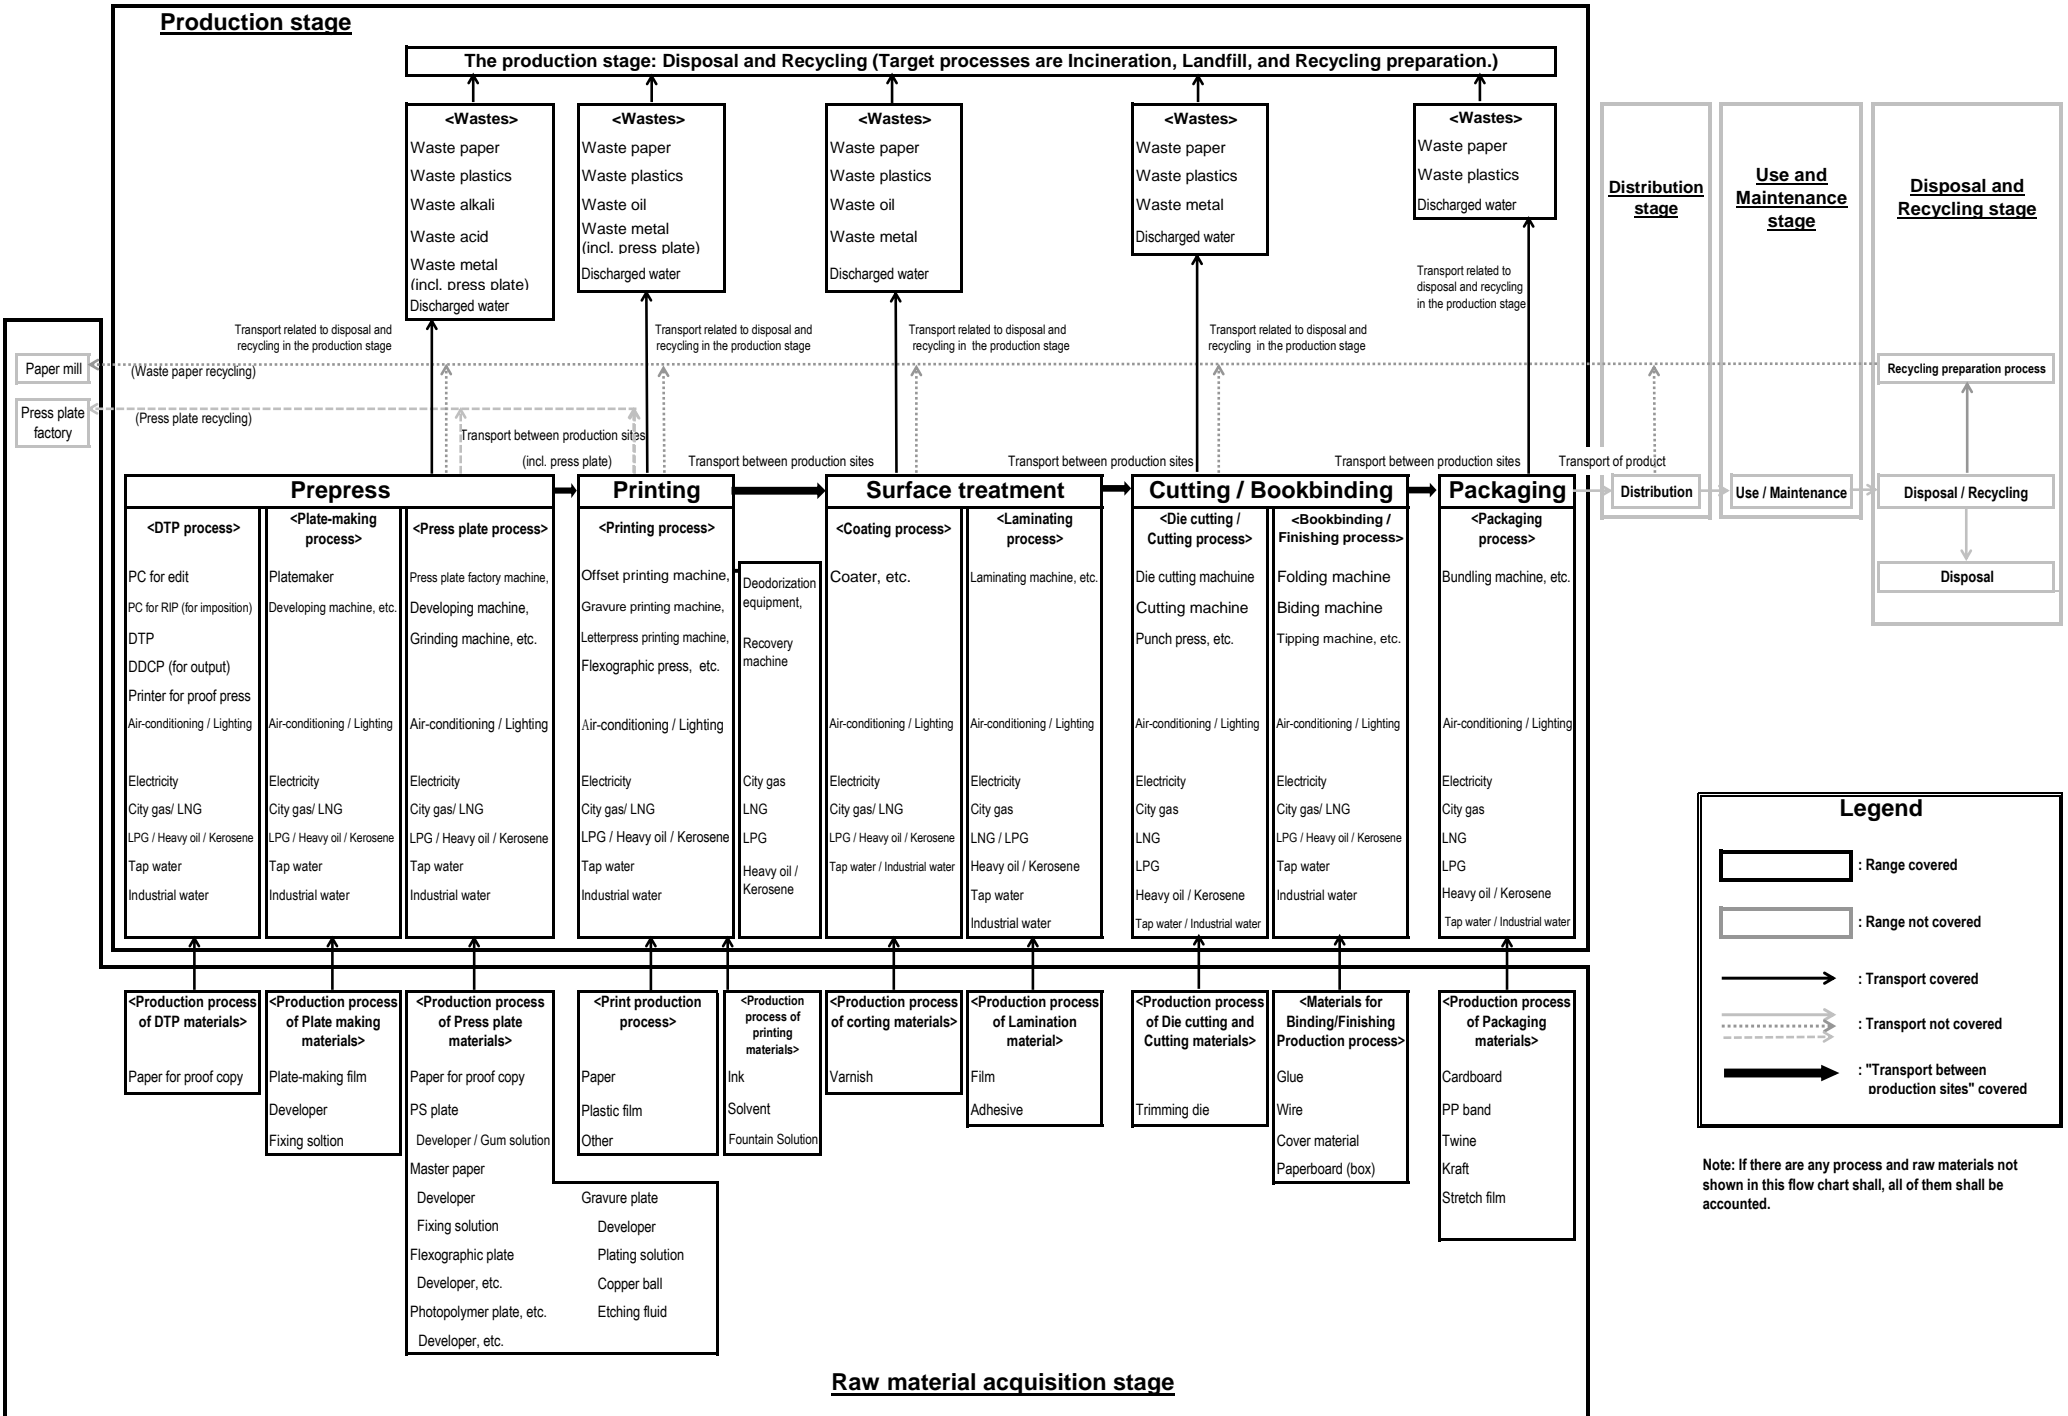 Production stage
The production stage: Disposal and Recycling (Target processes are Incineration, Landfill, and Recycling preparation.)
<Wastes>
Waste paper
Waste plastics
Waste alkali
Waste acid
Waste metal
(incl. press plate)
Discharged water
<Wastes>
Waste paper
Waste plastics
Waste oil
Waste metal
(incl. press plate)
Discharged water
<Wastes>
Waste paper
Waste plastics
Waste oil
Waste metal
Discharged water
<Wastes>
Waste paper
Waste plastics
Waste metal
Discharged water
<Wastes>
Waste paper
Waste plastics
Discharged water
Distribution
stage
Use and
Maintenance
stage
Disposal and
Recycling stage
Transport related to
disposal and recycling
in the production stage
Transport related to disposal and
recycling in the production stage
Transport related to disposal and
recycling in the production stage
Transport related to disposal and
recycling in  the production stage
Transport related to disposal and
recycling  in the production stage
Paper mill
(Waste paper recycling)
Recycling preparation process
Press plate
factory
(Press plate recycling)
Transport between production sites
(incl. press plate)
Transport between production sites
Transport between production sites
Transport between production sites
Transport of product
Prepress
Printing
Surface treatment
Cutting / Bookbinding
Packaging
Distribution
Use / Maintenance
Disposal / Recycling
Disposal
<DTP process>
PC for edit
PC for RIP (for imposition)
DTP
DDCP (for output)
Printer for proof press
Air-conditioning / Lighting
Electricity
City gas/ LNG
LPG / Heavy oil / Kerosene
Tap water
Industrial water
<Plate-making
process>
Platemaker
Developing machine, etc.
Air-conditioning / Lighting
Electricity
City gas/ LNG
LPG / Heavy oil / Kerosene
Tap water
Industrial water
<Press plate process>
Press plate factory machine,
Developing machine,
Grinding machine, etc.
Air-conditioning / Lighting
Electricity
City gas/ LNG
LPG / Heavy oil / Kerosene
Tap water
Industrial water
<Printing process>
Offset printing machine,
Gravure printing machine,
Letterpress printing machine,
Flexographic press,  etc.
Air-conditioning / Lighting
Electricity
City gas/ LNG
LPG / Heavy oil / Kerosene
Tap water
Industrial water
Deodorization
equipment,
Recovery
machine
City gas
LNG
LPG
Heavy oil /
Kerosene
<Coating process>
Coater, etc.
Air-conditioning / Lighting
Electricity
City gas/ LNG
LPG / Heavy oil / Kerosene
Tap water / Industrial water
<Laminating
process>
Laminating machine, etc.
Air-conditioning / Lighting
Electricity
City gas
LNG / LPG
Heavy oil / Kerosene
Tap water
Industrial water
<Die cutting /
Cutting process>
Die cutting machuine
Cutting machine
Punch press, etc.
Air-conditioning / Lighting
Electricity
City gas
LNG
LPG
Heavy oil / Kerosene
Tap water / Industrial water
<Bookbinding /
Finishing process>
Folding machine
Biding machine
Tipping machine, etc.
Air-conditioning / Lighting
Electricity
City gas/ LNG
LPG / Heavy oil / Kerosene
Tap water
Industrial water
<Packaging
process>
Bundling machine, etc.
Air-conditioning / Lighting
Electricity
City gas
LNG
LPG
Heavy oil / Kerosene
Tap water / Industrial water
<Production process
of DTP materials>
Paper for proof copy
<Production process
of Plate making
materials>
Plate-making film
Developer
Fixing soltion
<Production process
of Press plate
materials>
Paper for proof copy
PS plate
Developer / Gum solution
Master paper
Developer
Fixing solution
Flexographic plate
Developer, etc.
Photopolymer plate, etc.
Developer, etc.
Gravure plate
Developer
Plating solution
Copper ball
Etching fluid
<Print production
process>
Paper
Plastic film
Other
<Production
process of
printing
materials>
Ink
Solvent
Fountain Solution
<Production process
of corting materials>
Varnish
<Production process
of Lamination
material>
Film
Adhesive
<Production process
of Die cutting and
Cutting materials>
Trimming die
<Materials for
Binding/Finishing
Production process>
Glue
Wire
Cover material
Paperboard (box)
<Production process
of Packaging
materials>
Cardboard
PP band
Twine
Kraft
Stretch film
Raw material acquisition stage
Legend
: Range covered
: Range not covered
: Transport covered
: Transport not covered
: "Transport between
production sites" covered
Note: If there are any process and raw materials not
shown in this flow chart shall, all of them shall be
accounted.